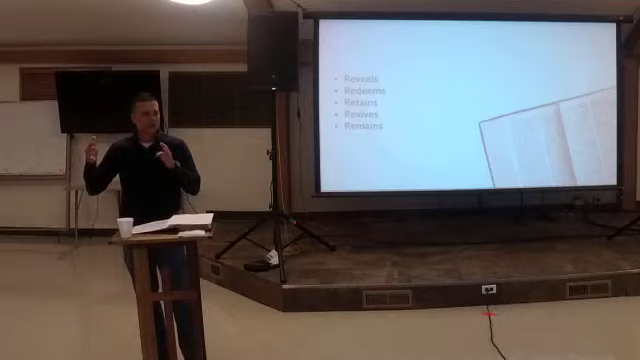 • Reveals
• Redeems
• Retains
• Revives
• Remains